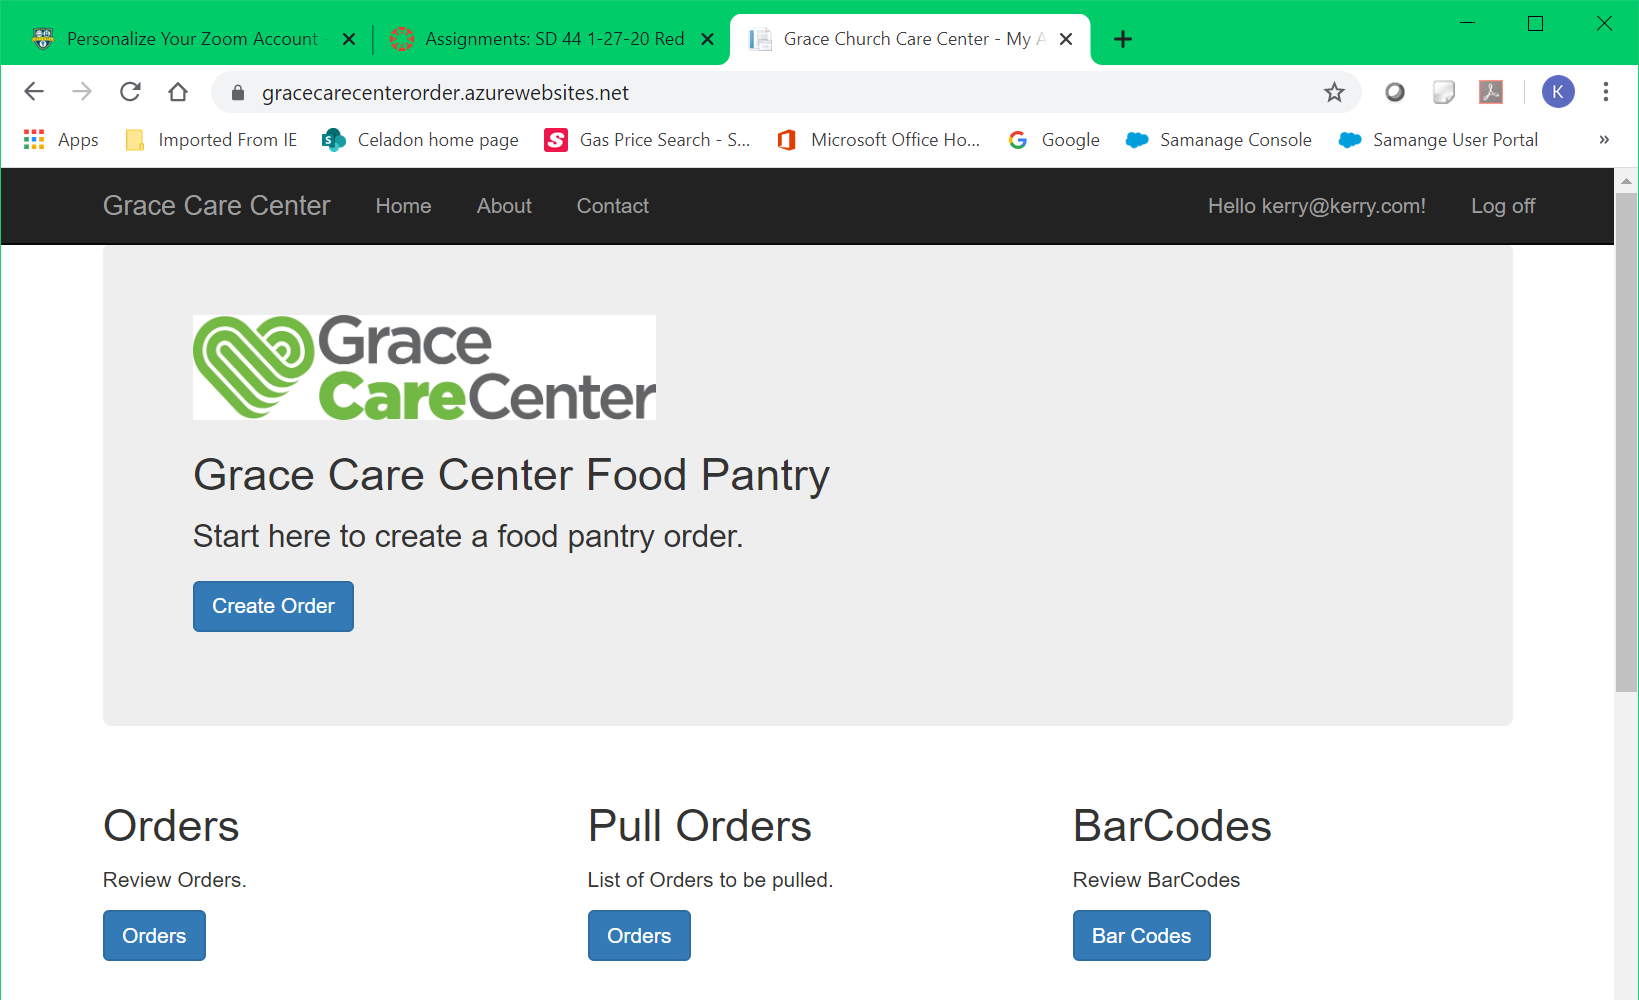 Personalize Your Zoom Account -
Assignments: SD 44 1-27-20 Red
Grace Church Care Center - My A
gracecarecenterorder.azurewebsites.net
K
Apps
Imported From IE
Celadon home page
Gas Price Search - S...
Microsoft Office Ho...
Google
Samanage Console
Samange User Portal
»
Grace Care Center
Home
About
Contact
Hello kerry@kerry.com!
Log off
Grace
CareCenter
Grace Care Center Food Pantry
Start here to create a food pantry order.
Create Order
Orders
Pull Orders
BarCodes
Review Orders.
List of Orders to be pulled.
Review BarCodes
Orders
Orders
Bar Codes